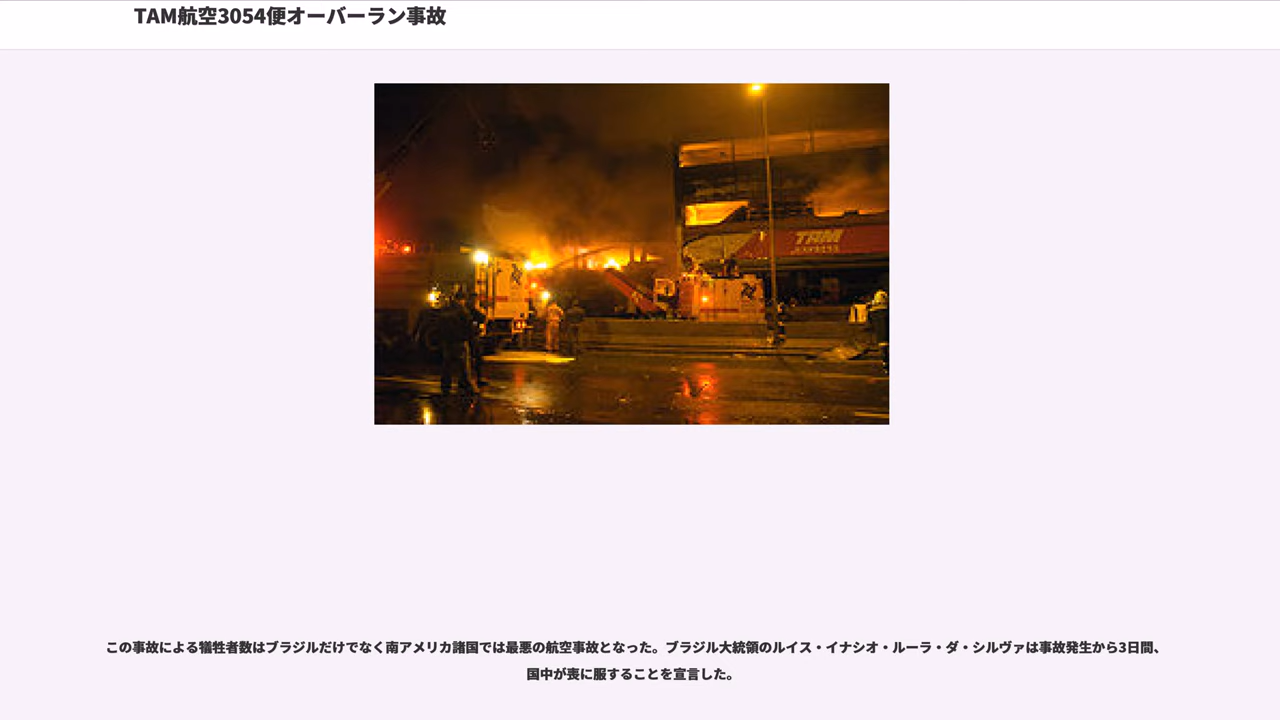 TAM航空3054便オーバーラン事故
TAM
EXPRESS
この事故による犠牲者数はブラジルだけでなく南アメリカ諸国では最悪の航空事故となった。ブラジル大統領のルイス・イナシオ・ルーラ・ダ・シルヴァは事故発生から3日間、
国中が喪に服することを宣言した。